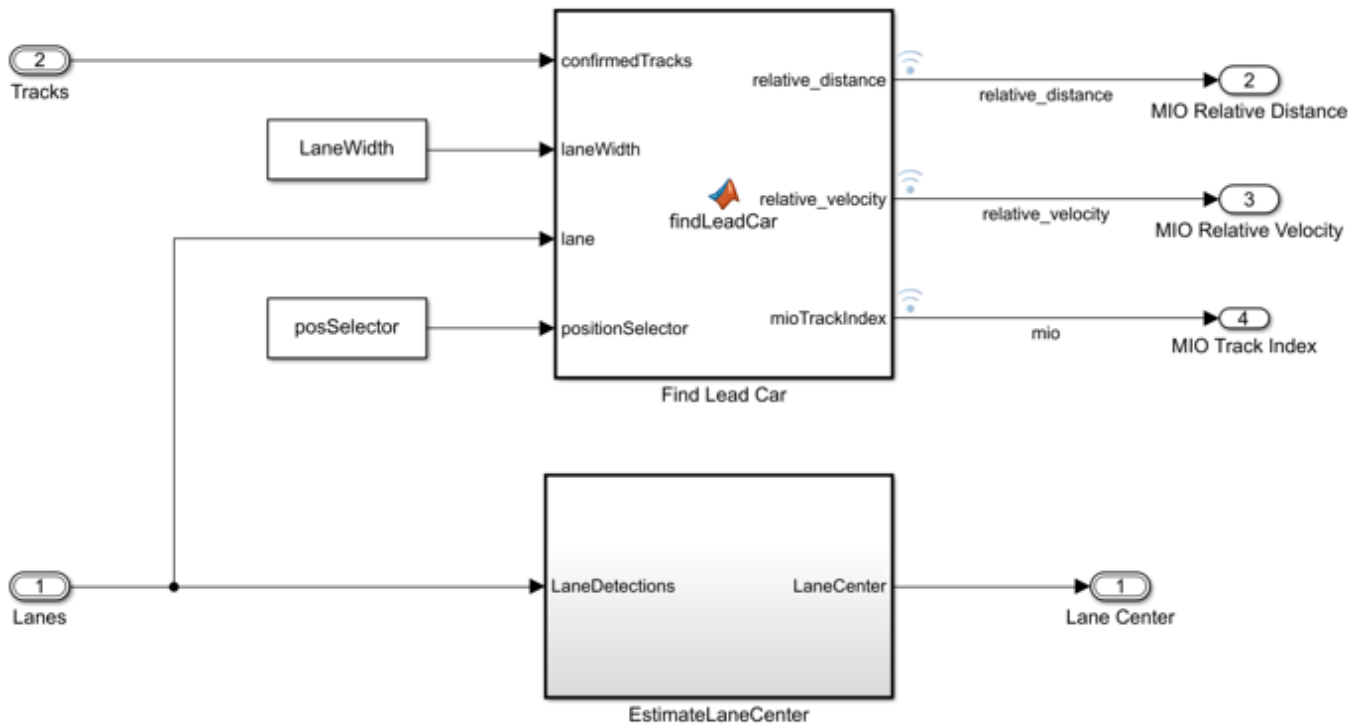 2
Tracks
confirmedTracks
LaneWidth
laneWidth
lane
posSelector
positionSelector
findLeadCar
relative_distance
relative_distance
2
MIO Relative Distance
relative_velocity
relative_velocity
3
MIO Relative Velocity
mioTrackIndex
mio
4
MIO Track Index
Find Lead Car
1
Lanes
LaneDetections
LaneCenter
1
Lane Center
EstimateLaneCenter